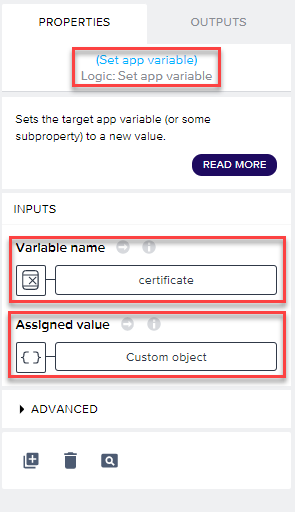 PROPERTIES
OUTPUTS
(Set app variable)
Logic: Set app variable
Sets the target app variable (or some
subproperty) to a new value.
READ MORE
INPUTS
Variable name
certificate
Assigned value
Custom object
ADVANCED